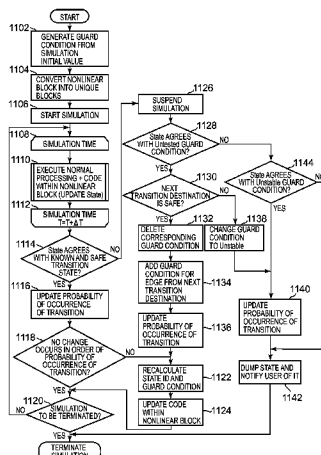 START
1102
GENERATE GUARD
CONDITION FROM
SIMULATION
INITIAL VALUE
1104
CONVERT NONLINEAR
BLOCK INTO UNIQUE
BLOCKS
1106
START SIMULATION
1108
SIMULATION TIME
1110
EXECUTE NORMAL
PROCESSING + CODE
WITHIN NONLINEAR
BLOCK (UPDATE State)
1112
SIMULATION TIME
T=T+ΔT
1114
State AGREES
WITH KNOWN AND SAFE
TRANSITION
STATE?
NO
YES
1116
UPDATE PROBABILITY
OF OCCURRENCE
OF TRANSITION
1118
NO CHANGE
OCCURS IN ORDER OF
PROBABILITY OF
OCCURRENCE OF
TRANSITION?
NO
YES
1120
SIMULATION
TO BE TERMINATED?
NO
YES
TERMINATE
SIMULATION
1126
SUSPEND
SIMULATION
1128
State AGREES
WITH Untested GUARD
CONDITION?
NO
YES
1130
NEXT
TRANSITION DESTINATION
IS SAFE?
NO
YES
1132
DELETE
CORRESPONDING
GUARD CONDITION
1138
CHANGE GUARD
CONDITION
TO Unstable
ADD GUARD
CONDITION FOR
EDGE FROM NEXT
TRANSITION
DESTINATION
1134
UPDATE
PROBABILITY OF
OCCURRENCE OF
TRANSITION
1136
RECALCULATE
STATE ID AND
GUARD CONDITION
1122
UPDATE CODE
WITHIN
NONLINEAR BLOCK
1124
1144
State AGREES
WITH Unstable GUARD
CONDITION?
NO
YES
1140
UPDATE
PROBABILITY OF
OCCURRENCE OF
TRANSITION
DUMP STATE AND
NOTIFY USER OF IT
1142